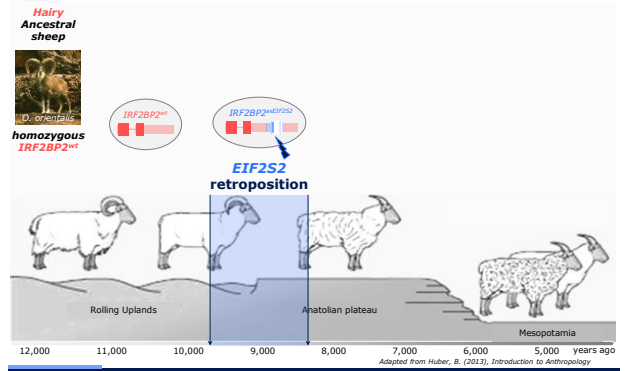 Hairy
Ancestral
sheep
O. orientalis
homozygous
IRF2BP2wt
IRF2BP2wt
IRF2BP2asEIF2S2
EIF2S2
retroposition
Rolling Uplands
Anatolian plateau
Mesopotamia
12,000 11,000 10,000 9,000 8,000 7,000 6,000 5,000 years ago
Adapted from Huber, B. (2013), Introduction to Anthropology